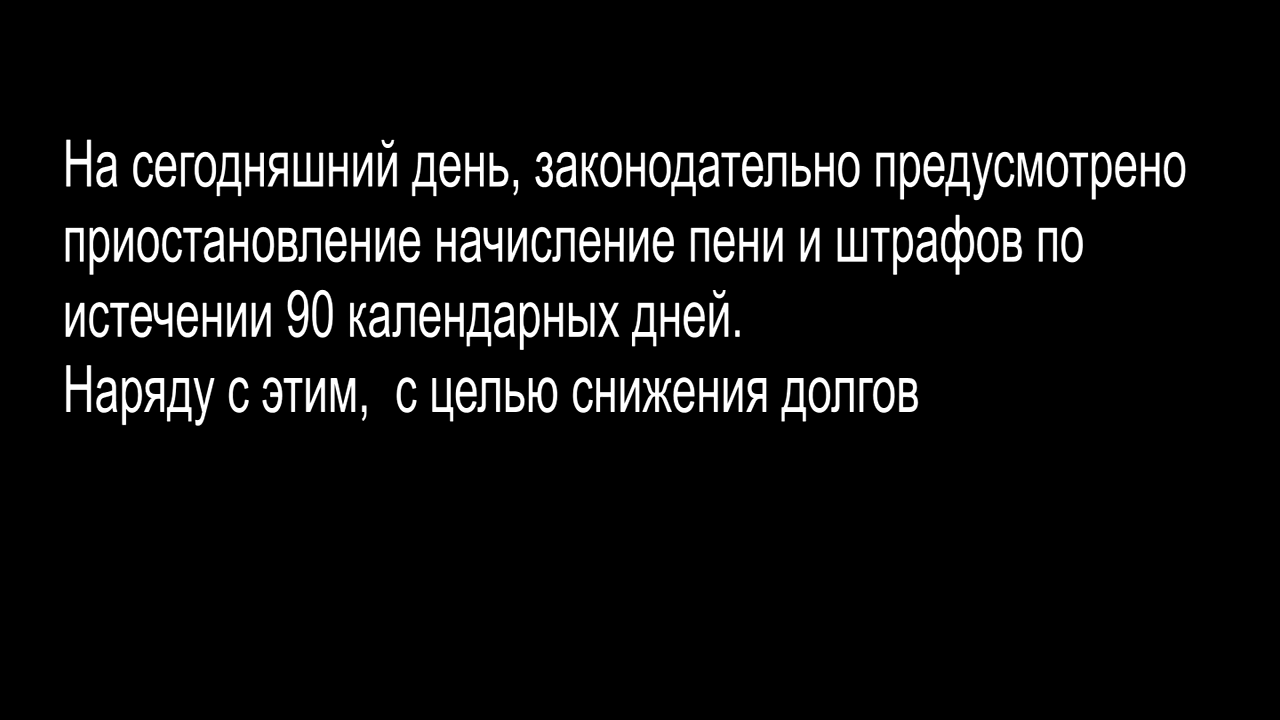 На сегодняшний день, законодательно предусмотрено
приостановление начисление пени и штрафов по
истечении 90 календарных дней.
Наряду с этим,  с целью снижения долгов